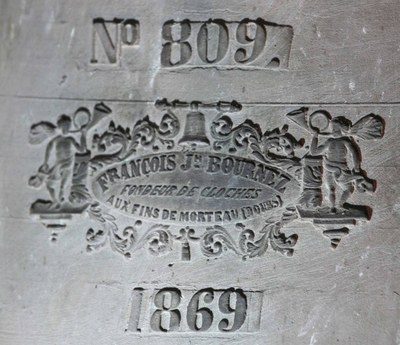 Nº 809.
FRANÇOIS Jh BOURNEZ
FONDEUR DE CLOCHES
AUX FINS DE MORTEAU (DOUBS)
1869